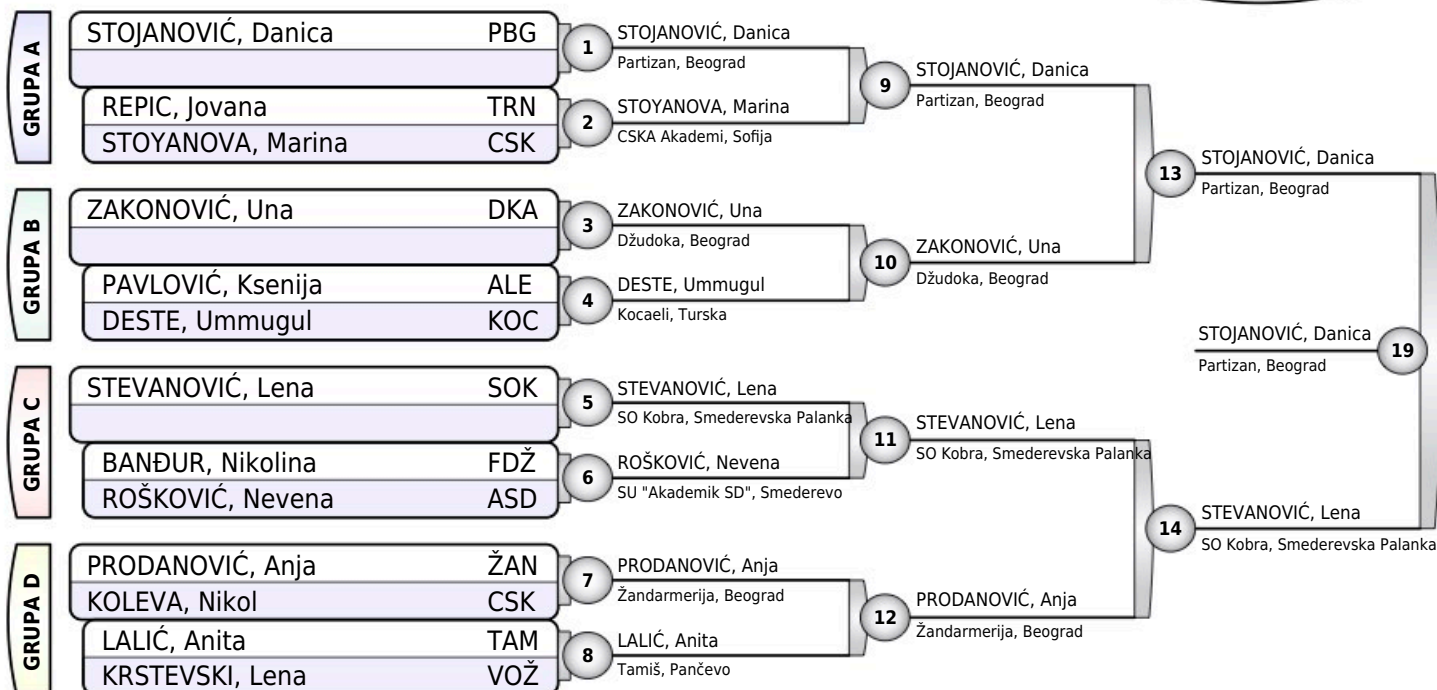 GRUPA A
STOJANOVIĆ, Danica PBG
REPIC, Jovana TRN
STOYANOVA, Marina CSK
1
STOJANOVIĆ, Danica
Partizan, Beograd
2
STOYANOVA, Marina
CSKA Akademi, Sofija
9
STOJANOVIĆ, Danica
Partizan, Beograd
GRUPA B
ZAKONOVIĆ, Una DKA
PAVLOVIĆ, Ksenija ALE
DESTE, Ummugul KOC
3
ZAKONOVIĆ, Una
Džudoka, Beograd
4
DESTE, Ummugul
Kocaeli, Turska
10
ZAKONOVIĆ, Una
Džudoka, Beograd
13
STOJANOVIĆ, Danica
Partizan, Beograd
GRUPA C
STEVANOVIĆ, Lena SOK
BANĐUR, Nikolina FDŽ
ROŠKOVIĆ, Nevena ASD
5
STEVANOVIĆ, Lena
SO Kobra, Smederevska Palanka
6
ROŠKOVIĆ, Nevena
SU "Akademik SD", Smederevo
11
STEVANOVIĆ, Lena
SO Kobra, Smederevska Palanka
GRUPA D
PRODANOVIĆ, Anja ŽAN
KOLEVA, Nikol CSK
LALIĆ, Anita TAM
KRSTEVSKI, Lena VOŽ
7
PRODANOVIĆ, Anja
Žandarmerija, Beograd
8
LALIĆ, Anita
Tamiš, Pančevo
12
PRODANOVIĆ, Anja
Žandarmerija, Beograd
14
STEVANOVIĆ, Lena
SO Kobra, Smederevska Palanka
STOJANOVIĆ, Danica
Partizan, Beograd
19